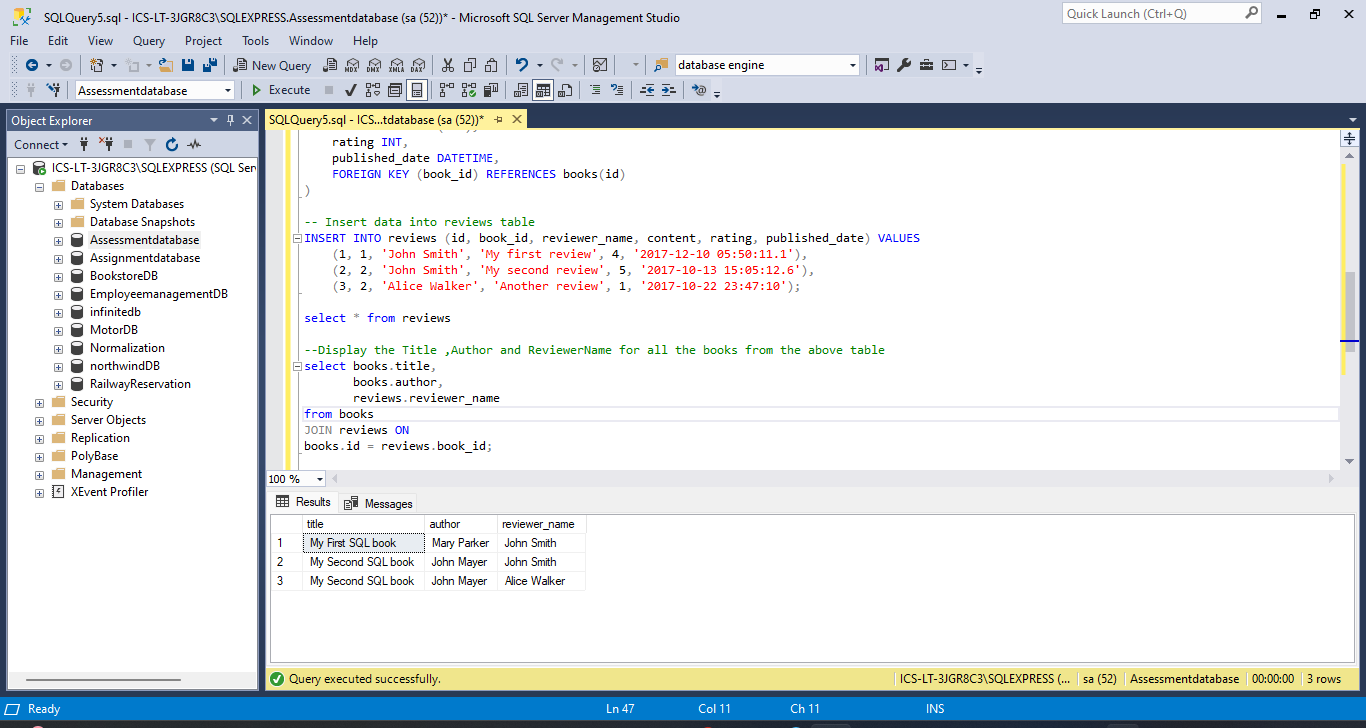 SQLQuery5.sql - ICS-LT-3JGR8C3\SQLEXPRESS.Assessmentdatabase (sa (52))* - Microsoft SQL Server Management Studio
Quick Launch (Ctrl+Q)
File Edit View Query Project Tools Window Help
New Query MDX DMX XMLA DAX database engine
Assessmentdatabase Execute
Object Explorer
SQLQuery5.sql - ICS...tdatabase (sa (52))*
Connect
ICS-LT-3JGR8C3\SQLEXPRESS (SQL Ser
Databases
System Databases
Database Snapshots
Assessmentdatabase
Assignmentdatabase
BookstoreDB
EmployeemanagementDB
infinitedb
MotorDB
Normalization
northwindDB
RailwayReservation
Security
Server Objects
Replication
PolyBase
Management
XEvent Profiler
rating INT,
published_date DATETIME,
FOREIGN KEY (book_id) REFERENCES books(id)
)
-- Insert data into reviews table
INSERT INTO reviews (id, book_id, reviewer_name, content, rating, published_date) VALUES
(1, 1, 'John Smith', 'My first review', 4, '2017-12-10 05:50:11.1'),
(2, 2, 'John Smith', 'My second review', 5, '2017-10-13 15:05:12.6'),
(3, 2, 'Alice Walker', 'Another review', 1, '2017-10-22 23:47:10');
select * from reviews
--Display the Title ,Author and ReviewerName for all the books from the above table
select books.title,
books.author,
reviews.reviewer_name
from books
JOIN reviews ON
books.id = reviews.book_id;
100 %
Results Messages
title author reviewer_name
1 My First SQL book Mary Parker John Smith
2 My Second SQL book John Mayer John Smith
3 My Second SQL book John Mayer Alice Walker
Query executed successfully. ICS-LT-3JGR8C3\SQLEXPRESS (... sa (52) Assessmentdatabase 00:00:00 3 rows
Ready Ln 47 Col 11 Ch 11 INS